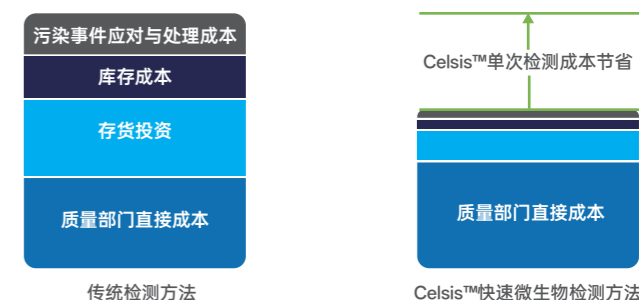 污染事件应对与处理成本
库存成本
存货投资
质量部门直接成本
传统检测方法
Celsis™单次检测成本节省
质量部门直接成本
Celsis™快速微生物检测方法